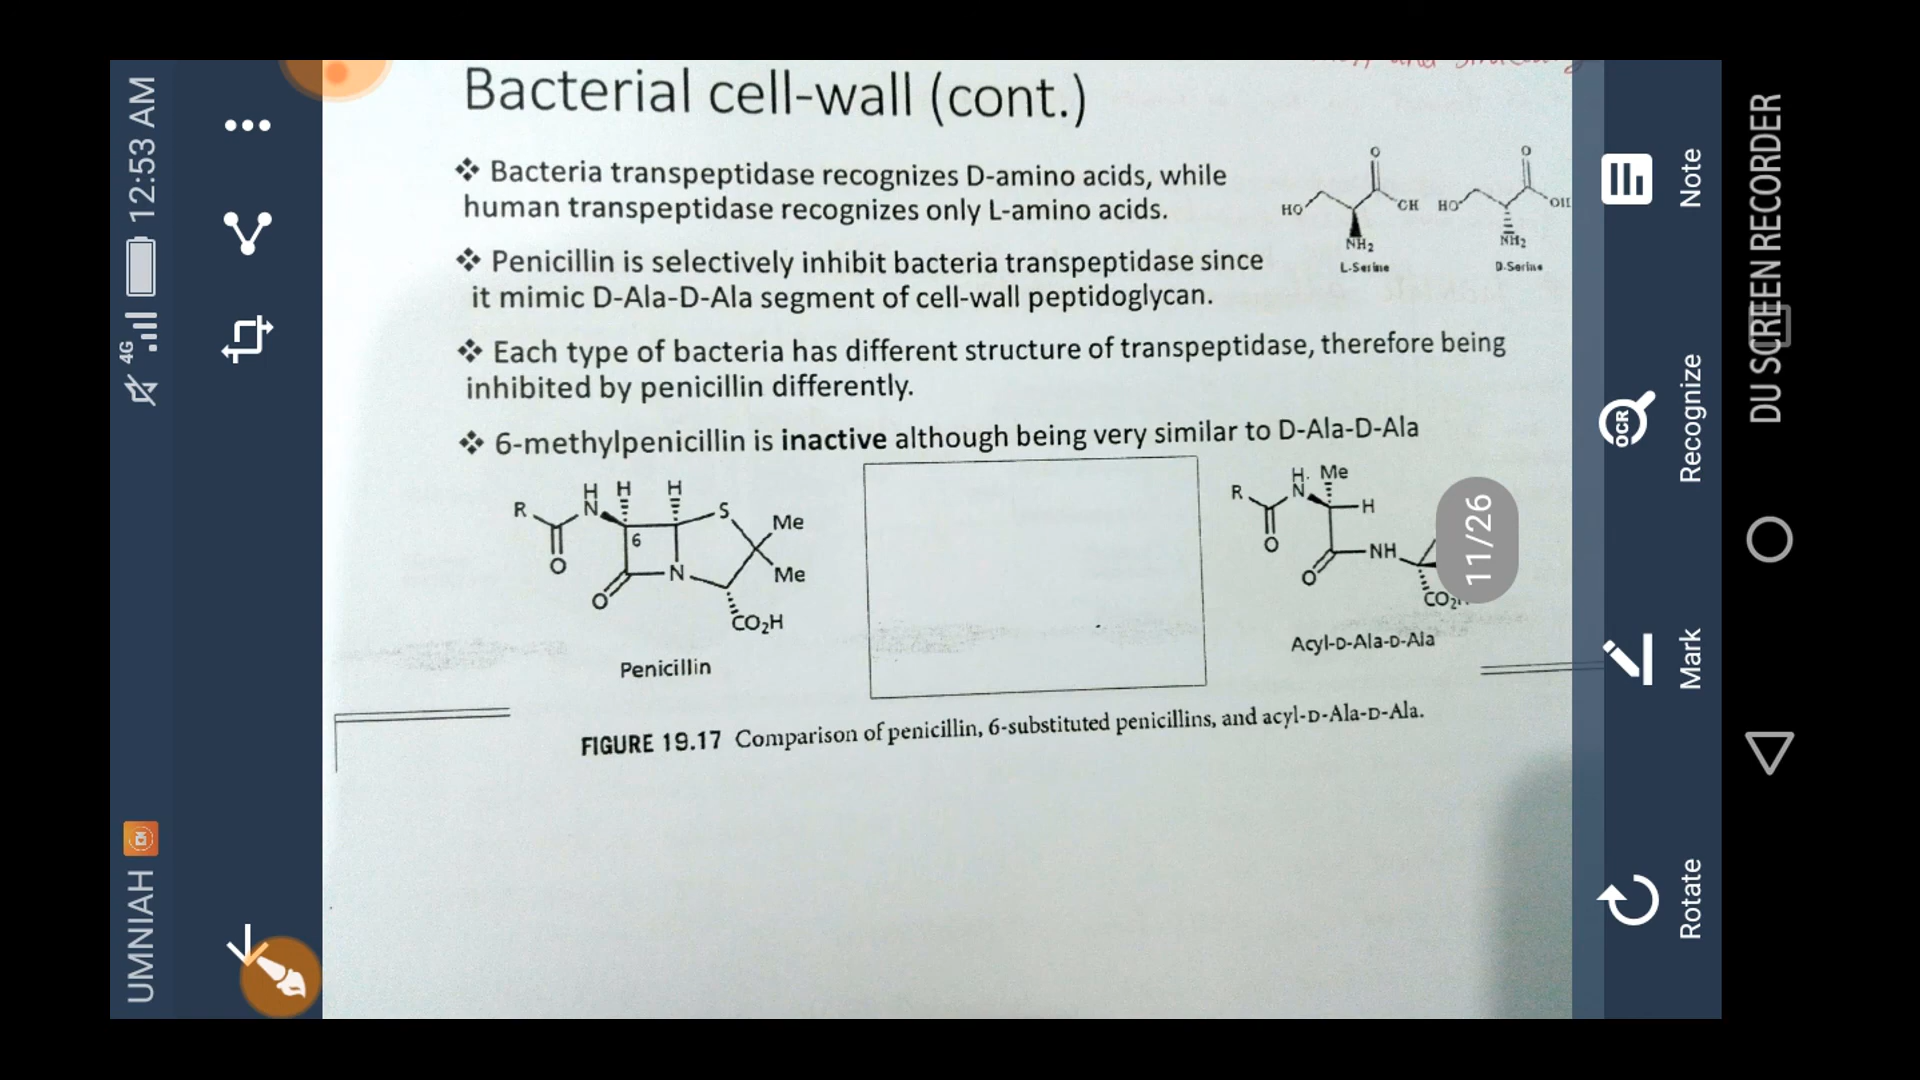 Bacterial cell-wall (cont.)
❖ Bacteria transpeptidase recognizes D-amino acids, while
human transpeptidase recognizes only L-amino acids.
❖ Penicillin is selectively inhibit bacteria transpeptidase since
it mimic D-Ala-D-Ala segment of cell-wall peptidoglycan.
❖ Each type of bacteria has different structure of transpeptidase, therefore being
inhibited by penicillin differently.
❖ 6-methylpenicillin is inactive although being very similar to D-Ala-D-Ala
O
HO
OH
NH2
L-Serine
O
HO
OH
NH2
D-Serine
R
O
H
N
H
H
6
S
Me
Me
N
O
CO2H
Penicillin
R
O
H
N
Me
H
NH
O
Acyl-D-Ala-D-Ala
FIGURE 19.17 Comparison of penicillin, 6-substituted penicillins, and acyl-D-Ala-D-Ala.
11/26
UMNIAH
4G
12:53 AM
Note
OCR
Recognize
Mark
Rotate
DU SCREEN RECORDER